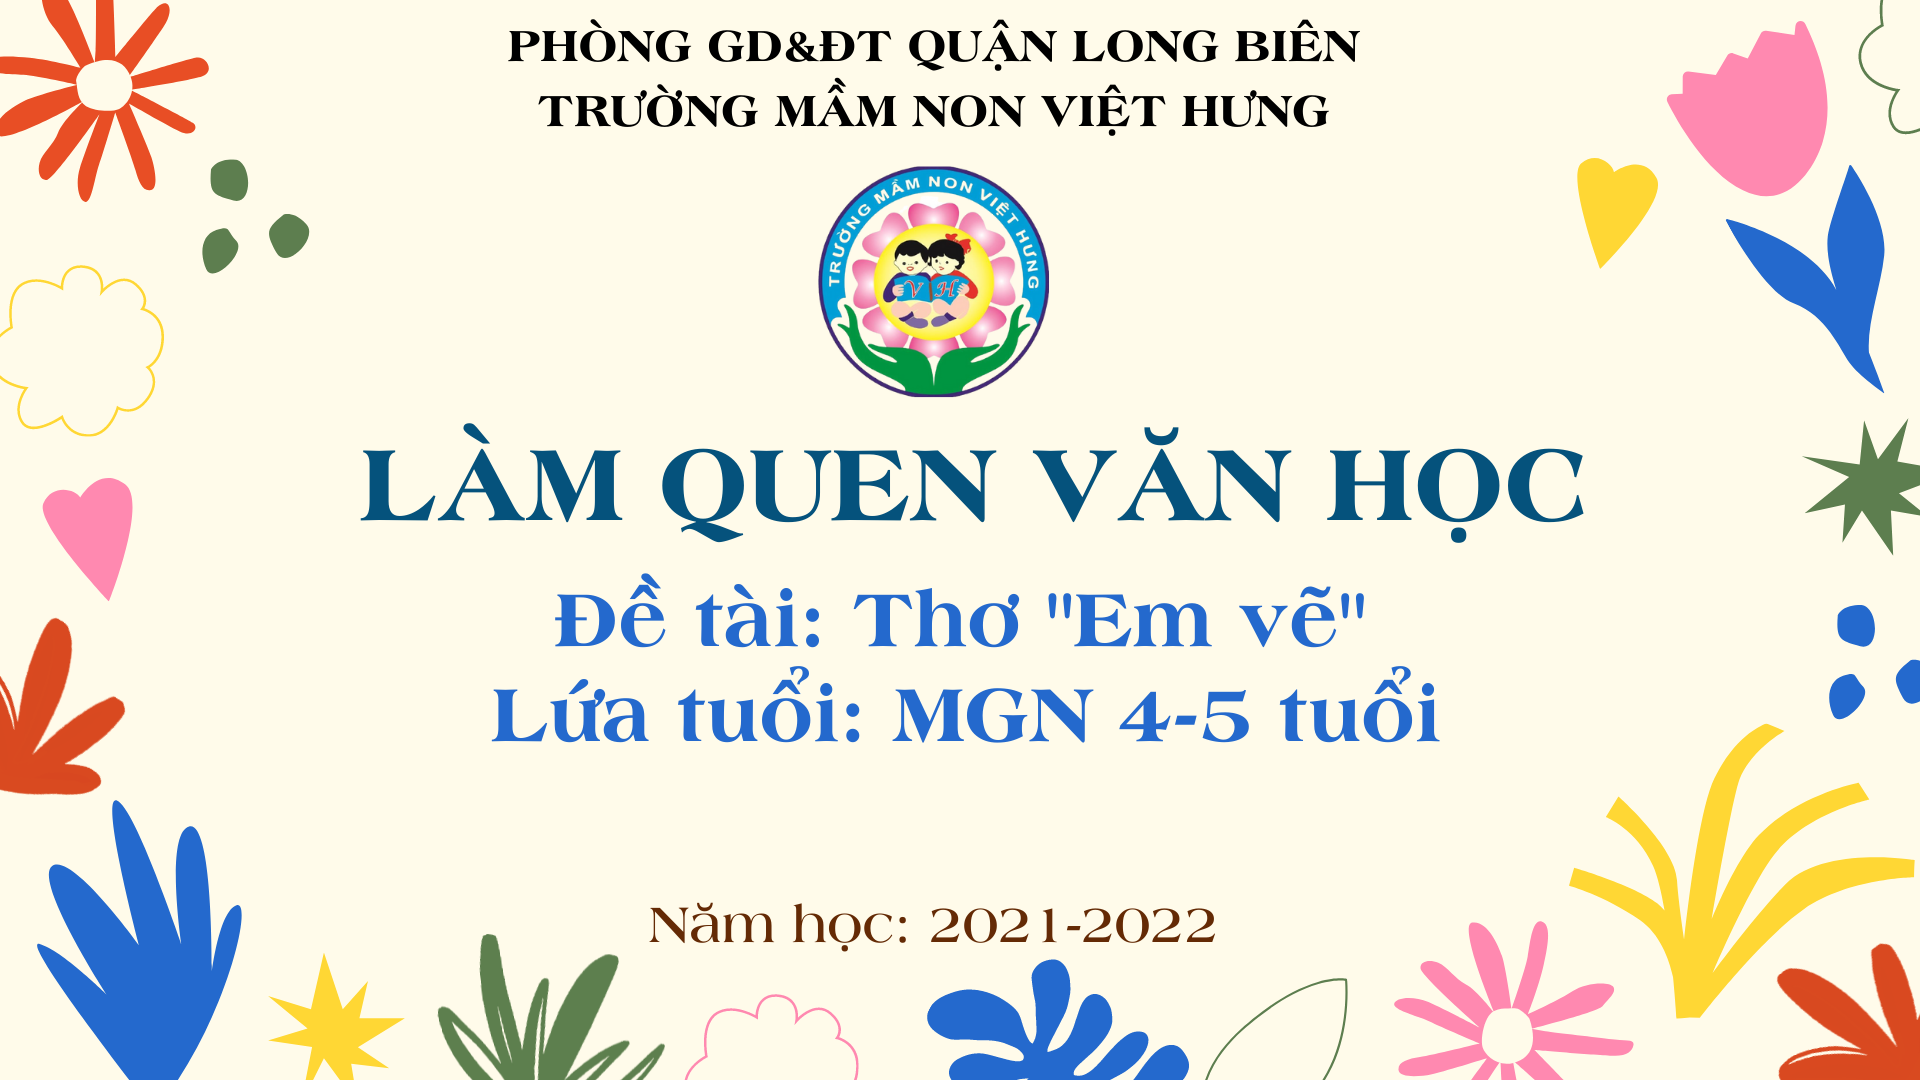 PHÒNG GD&ĐT QUẬN LONG BIÊN
TRƯỜNG MẦM NON VIỆT HƯNG
TRƯỜNG MẦM NON VIỆT HƯNG
V H
LÀM QUEN VĂN HỌC
Đề tài: Thơ "Em vẽ"
Lứa tuổi: MGN 4-5 tuổi
Năm học: 2021-2022